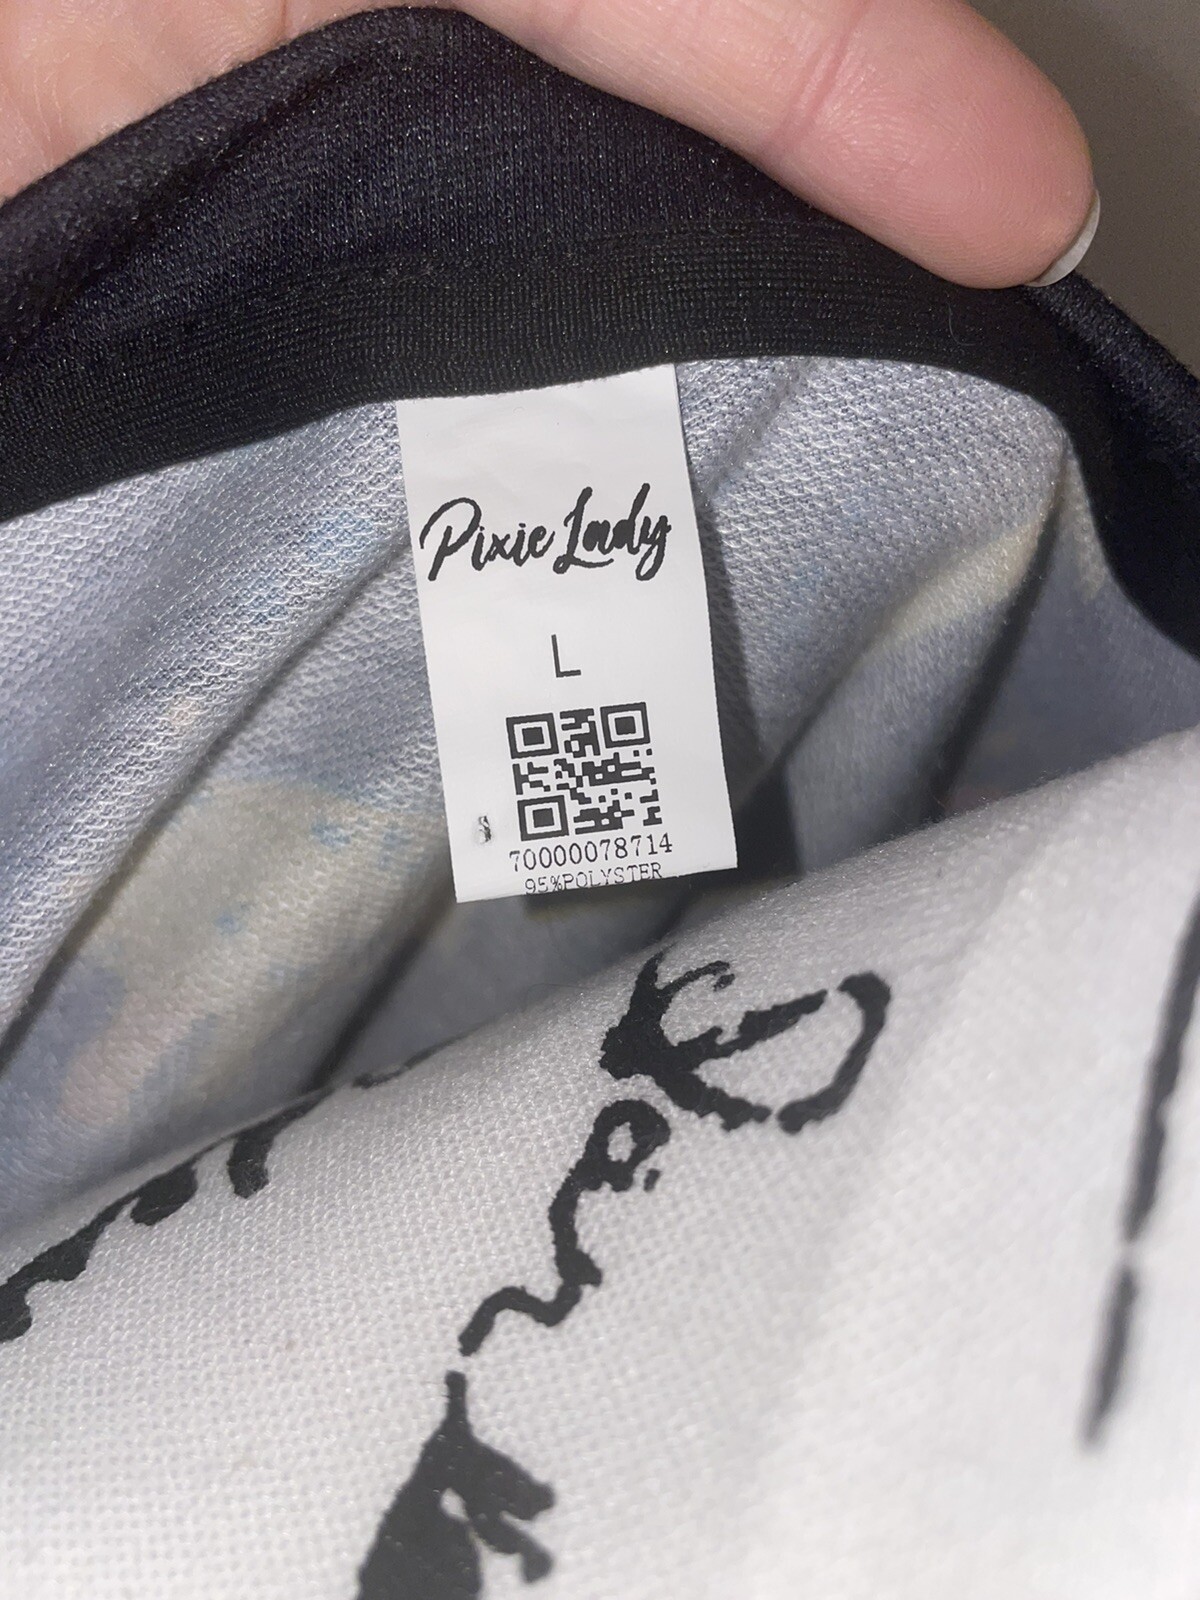 Pixie Lady
L
70000078714
95%POLYSTER